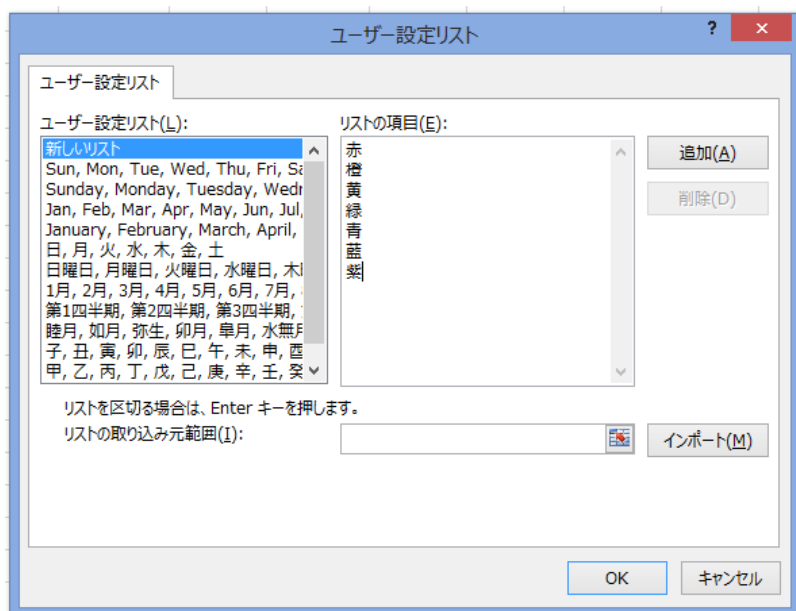 ユーザー設定リスト
?
×
ユーザー設定リスト
ユーザー設定リスト(L):
新しいリスト
Sun, Mon, Tue, Wed, Thu, Fri, Sa
Sunday, Monday, Tuesday, Wedn
Jan, Feb, Mar, Apr, May, Jun, Jul,
January, February, March, April,
日, 月, 火, 水, 木, 金, 土
日曜日, 月曜日, 火曜日, 水曜日, 木
1月, 2月, 3月, 4月, 5月, 6月, 7月,
第1四半期, 第2四半期, 第3四半期,
睦月, 如月, 弥生, 卯月, 皐月, 水無月
子, 丑, 寅, 卯, 辰, 巳, 午, 未, 申, 酉
甲, 乙, 丙, 丁, 戊, 己, 庚, 辛, 壬, 癸
リストの項目(E):
赤
橙
黄
緑
青
藍
紫
追加(A)
削除(D)
リストを区切る場合は、Enter キーを押します。
リストの取り込み元範囲(I):
インポート(M)
OK
キャンセル